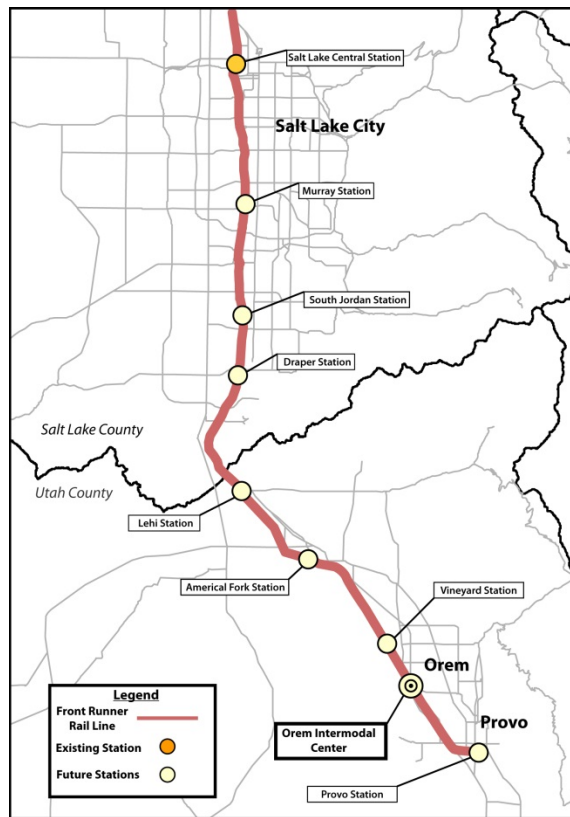 Salt Lake Central Station
Salt Lake City
Murray Station
South Jordan Station
Draper Station
Salt Lake County
Utah County
Lehi Station
Americal Fork Station
Vineyard Station
Orem
Orem Intermodal
Center
Provo
Provo Station
Legend
Front Runner
Rail Line
Existing Station
Future Stations